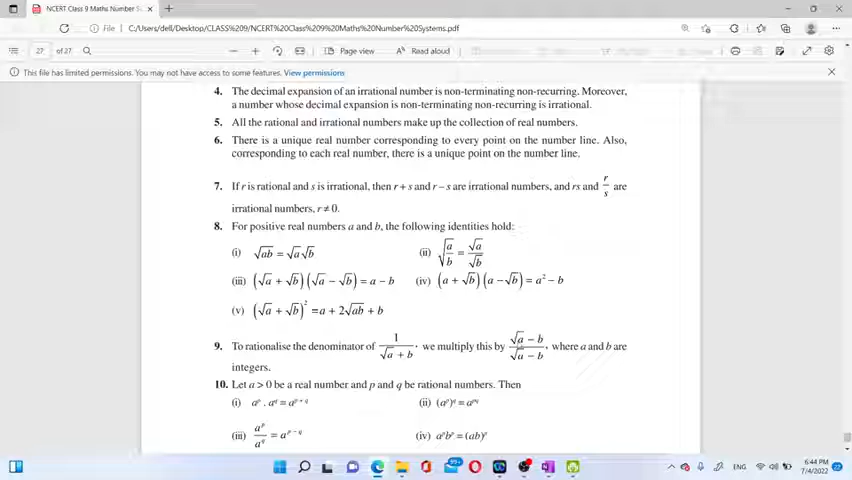 NCERT Class 9 Maths Number S
File C:/Users/dell/Desktop/CLASS%209/NCERT%20Class%209%20Maths%20Number%20Systems.pdf
27 of 27 Page view Read aloud
This file has limited permissions. You may not have access to some features. View permissions
4. The decimal expansion of an irrational number is non-terminating non-recurring. Moreover,
a number whose decimal expansion is non-terminating non-recurring is irrational.
5. All the rational and irrational numbers make up the collection of real numbers.
6. There is a unique real number corresponding to every point on the number line. Also,
corresponding to each real number, there is a unique point on the number line.
7. If r is rational and s is irrational, then r + s and r – s are irrational numbers, and rs and r/s are
irrational numbers, r ≠ 0.
8. For positive real numbers a and b, the following identities hold:
(i) √ab = √a √b (ii) √(a/b) = √a/√b
(iii) (√a + √b) (√a – √b) = a – b (iv) (a + √b) (a – √b) = a² – b
(v) (√a + √b)² = a + 2√ab + b
9. To rationalise the denominator of 1/(√a + b), we multiply this by (√a – b)/(√a – b), where a and b are
integers.
10. Let a > 0 be a real number and p and q be rational numbers. Then
(i) aᵖ . a^q = a^(p + q) (ii) (aᵖ)^q = a^(pq)
(iii) aᵖ/a^q = a^(p – q) (iv) aᵖbᵖ = (ab)ᵖ
99+ ENG 6:44 PM
7/4/2022